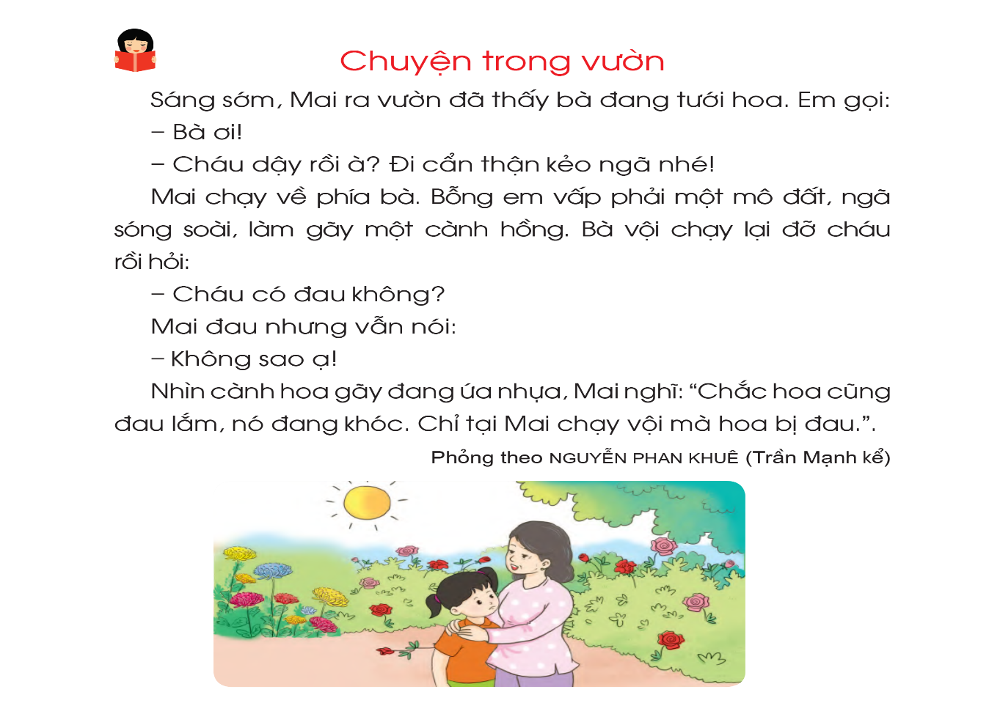 Chuyện trong vườn
Sáng sớm, Mai ra vườn đã thấy bà đang tưới hoa. Em gọi:
– Bà ơi!
– Cháu dậy rồi à? Đi cẩn thận kẻo ngã nhé!
Mai chạy về phía bà. Bỗng em vấp phải một mô đất, ngã
sóng soài, làm gãy một cành hồng. Bà vội chạy lại đỡ cháu
rồi hỏi:
– Cháu có đau không?
Mai đau nhưng vẫn nói:
– Không sao ạ!
Nhìn cành hoa gãy đang ứa nhựa, Mai nghĩ: “Chắc hoa cũng
đau lắm, nó đang khóc. Chỉ tại Mai chạy vội mà hoa bị đau.”.
Phỏng theo NGUYỄN PHAN KHUÊ (Trần Mạnh kể)